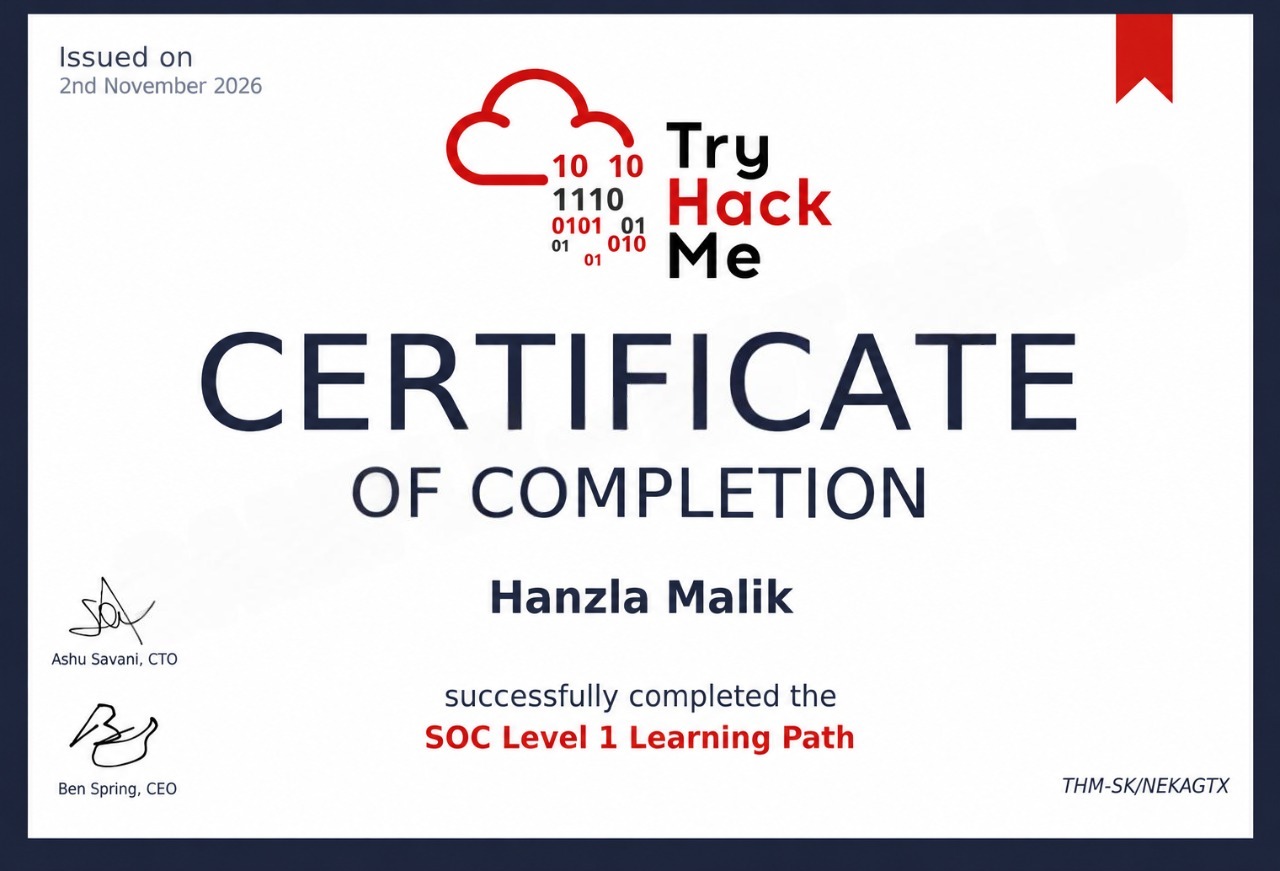 Issued on
2nd November 2026
10 10
1110
0101 01
01 010
01
Try
Hack
Me
CERTIFICATE
OF COMPLETION
Hanzla Malik
Ashu Savani, CTO
successfully completed the
SOC Level 1 Learning Path
Ben Spring, CEO
THM-SK/NEKAGTX